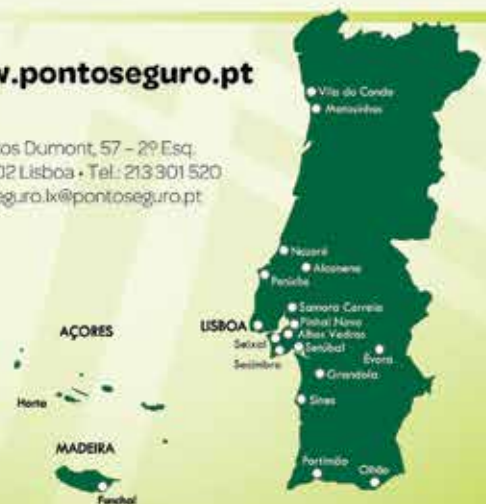 w.pontoseguro.pt
os Dumont, 57 – 2º Esq.
02 Lisboa • Tel.: 213 301 520
eguro.lx@pontoseguro.pt
Vila do Conde
Matosinhos
Nazaré
Alcanena
Peniche
Samora Correia
LISBOA
Pinhal Novo
Alhos Vedros
Seixal
Setúbal
Sesimbra
Évora
Grandola
Sines
Portimão
Olhão
AÇORES
Horta
MADEIRA
Funchal